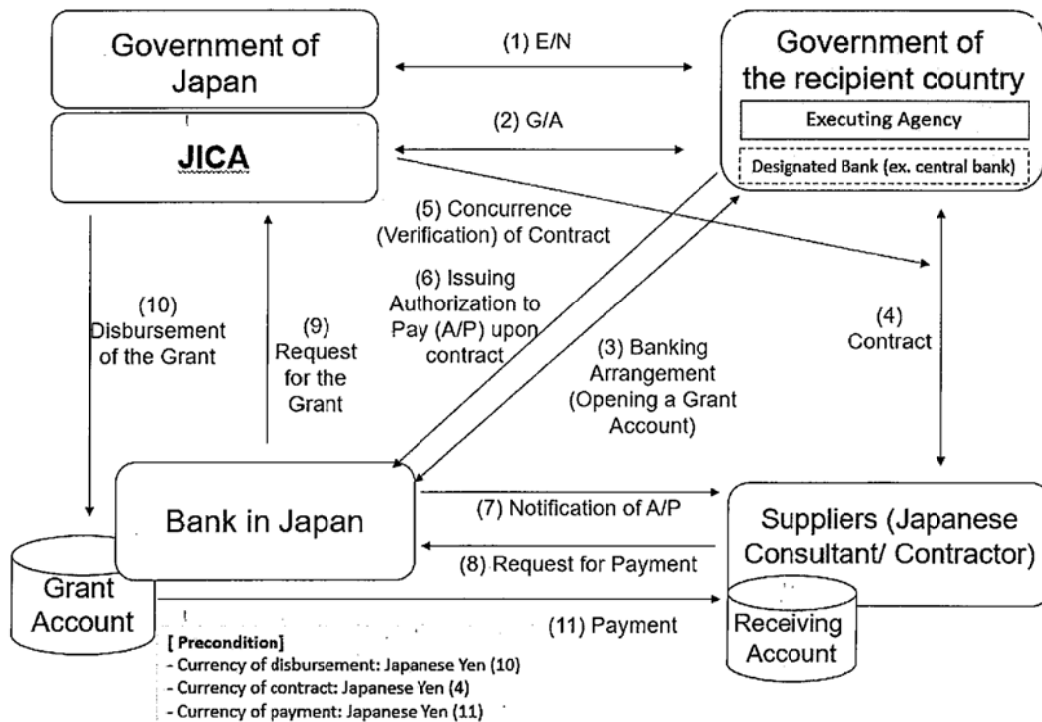 Government of
Japan
JICA
(1) E/N
(2) G/A
Government of
the recipient country
Executing Agency
Designated Bank (ex. central bank)
(5) Concurrence
(Verification) of Contract
(6) Issuing
Authorization to
Pay (A/P) upon
contract
(3) Banking
Arrangement
(Opening a Grant
Account)
(4)
Contract
(10)
Disbursement
of the Grant
(9)
Request
for the
Grant
Bank in Japan
(7) Notification of A/P
(8) Request for Payment
Suppliers (Japanese
Consultant/ Contractor)
Grant
Account
(11) Payment
Receiving
Account
[ Precondition]
- Currency of disbursement: Japanese Yen (10)
- Currency of contract: Japanese Yen (4)
- Currency of payment: Japanese Yen (11)